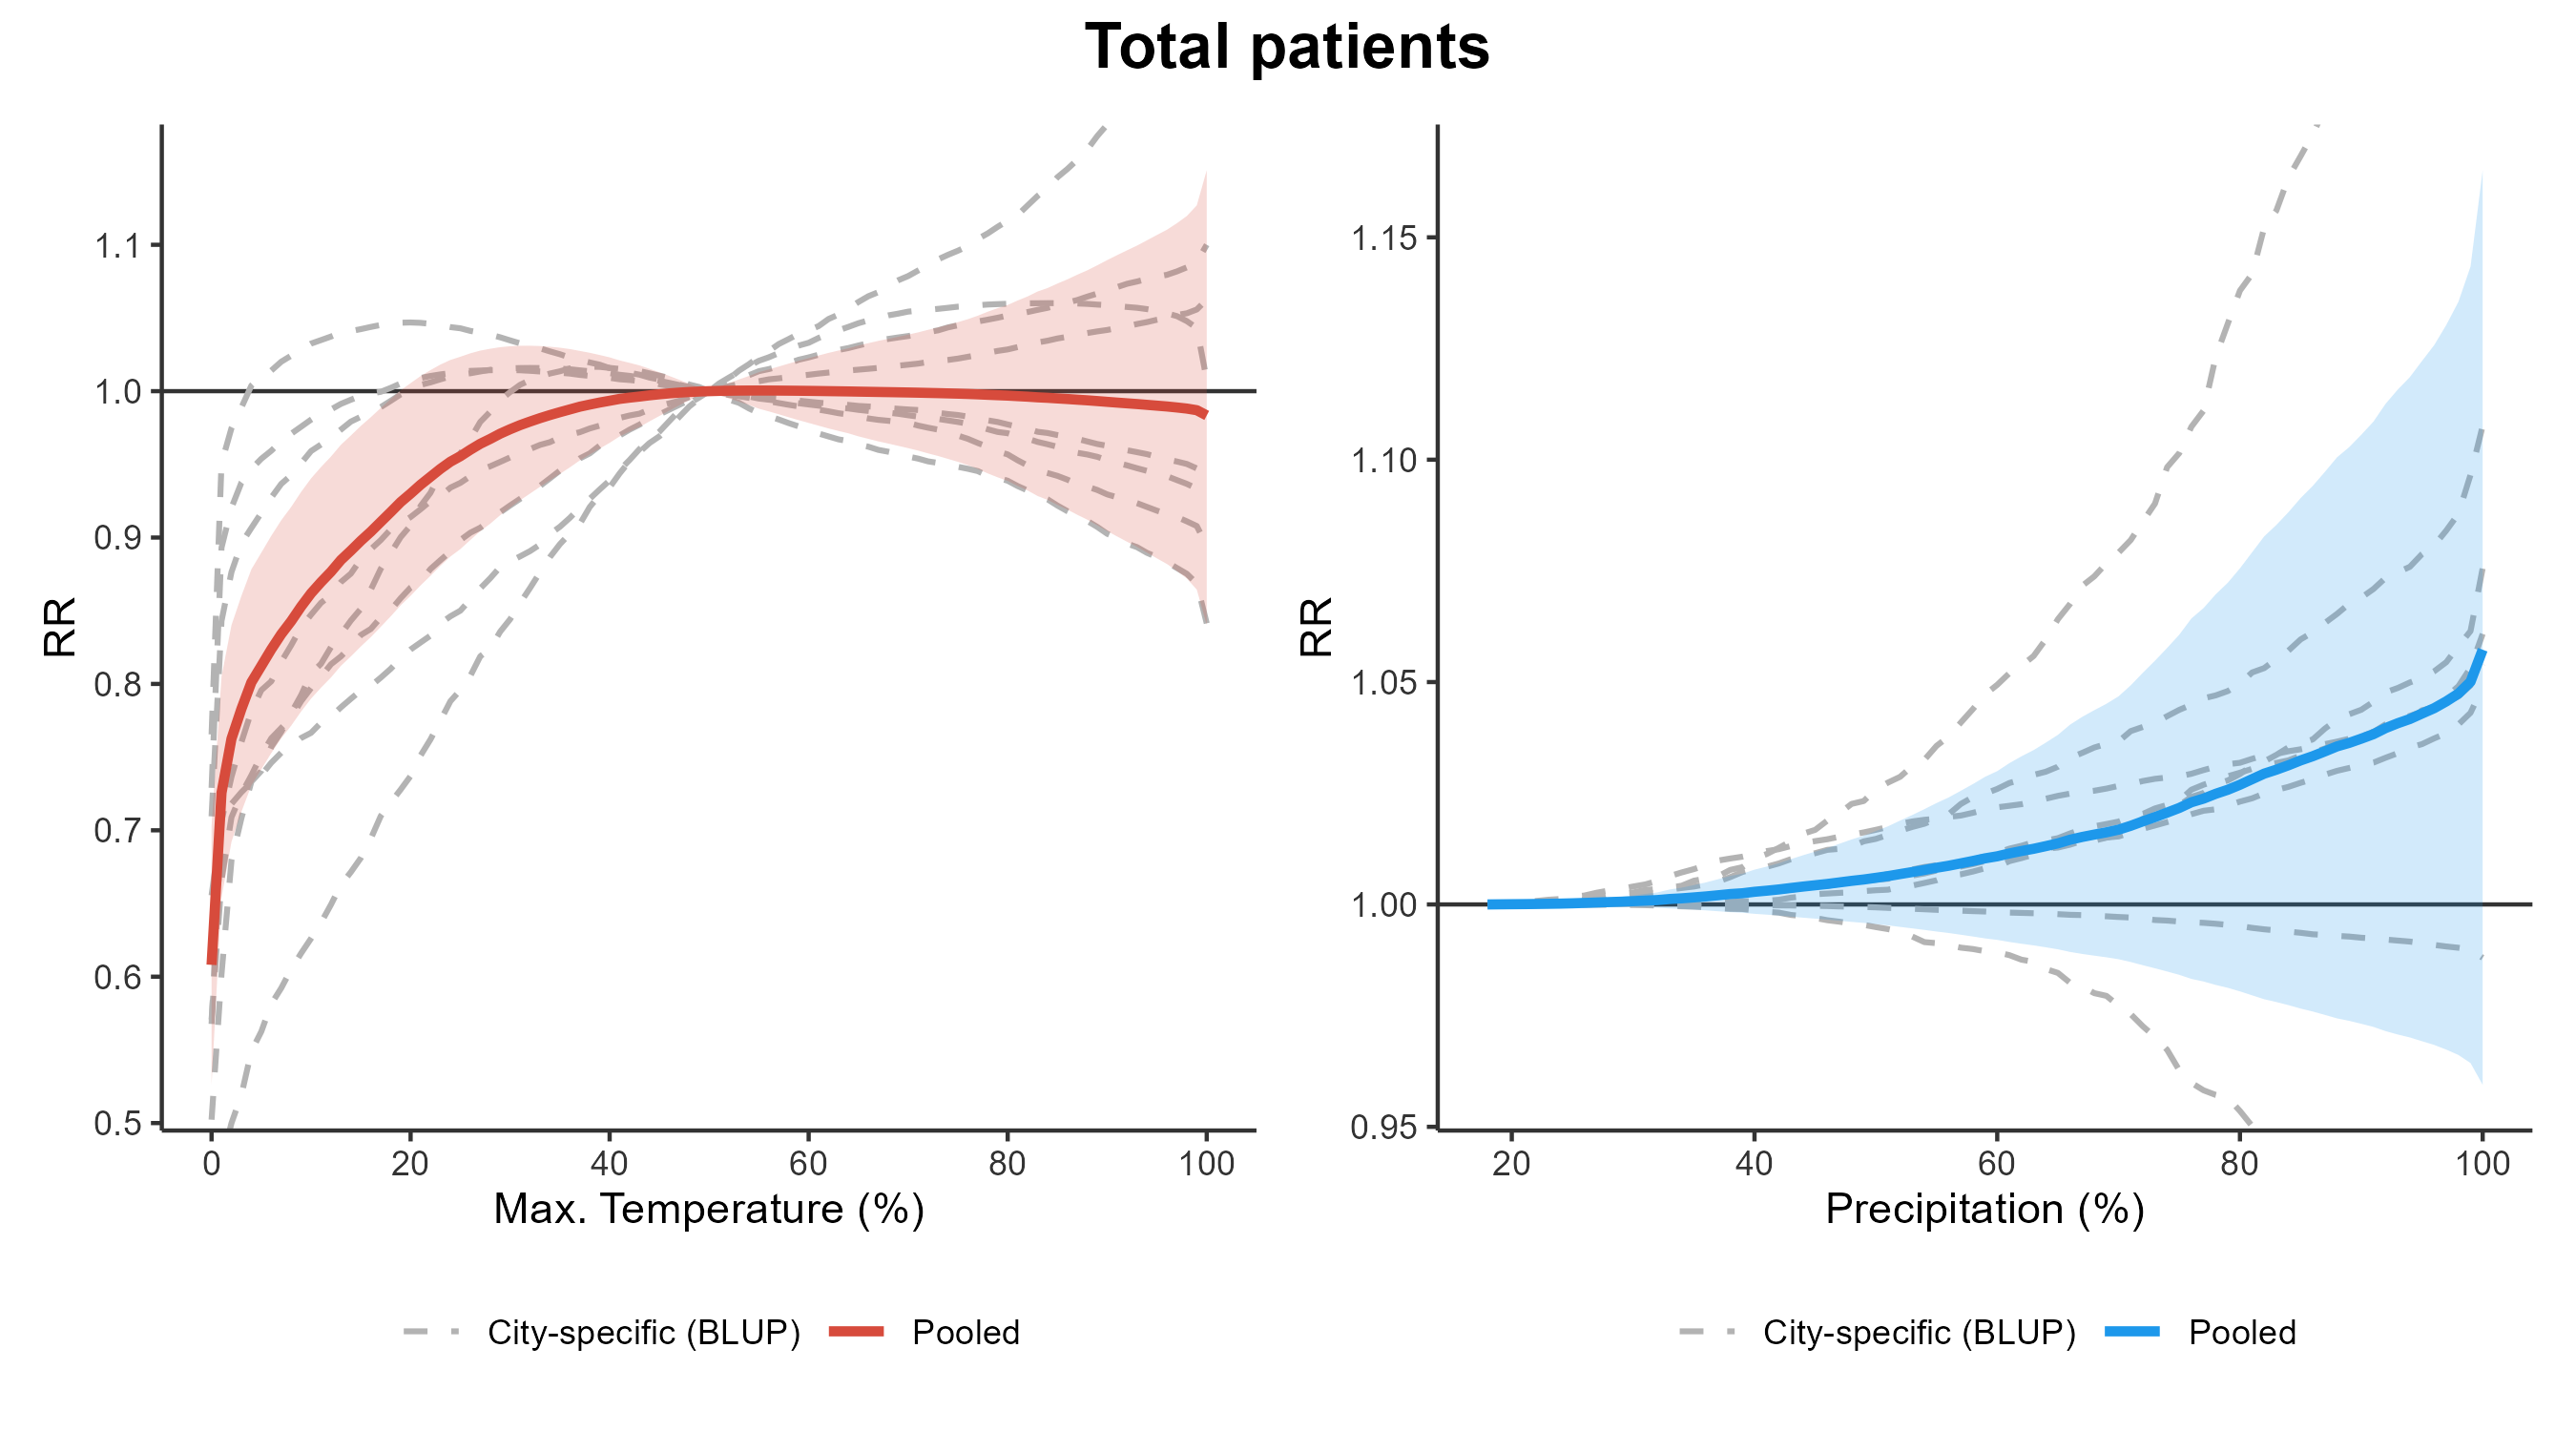 Total patients
RR
1.1
1.0
0.9
0.8
0.7
0.6
0.5
0 20 40 60 80 100
Max. Temperature (%)
City-specific (BLUP) Pooled
RR
1.15
1.10
1.05
1.00
0.95
20 40 60 80 100
Precipitation (%)
City-specific (BLUP) Pooled